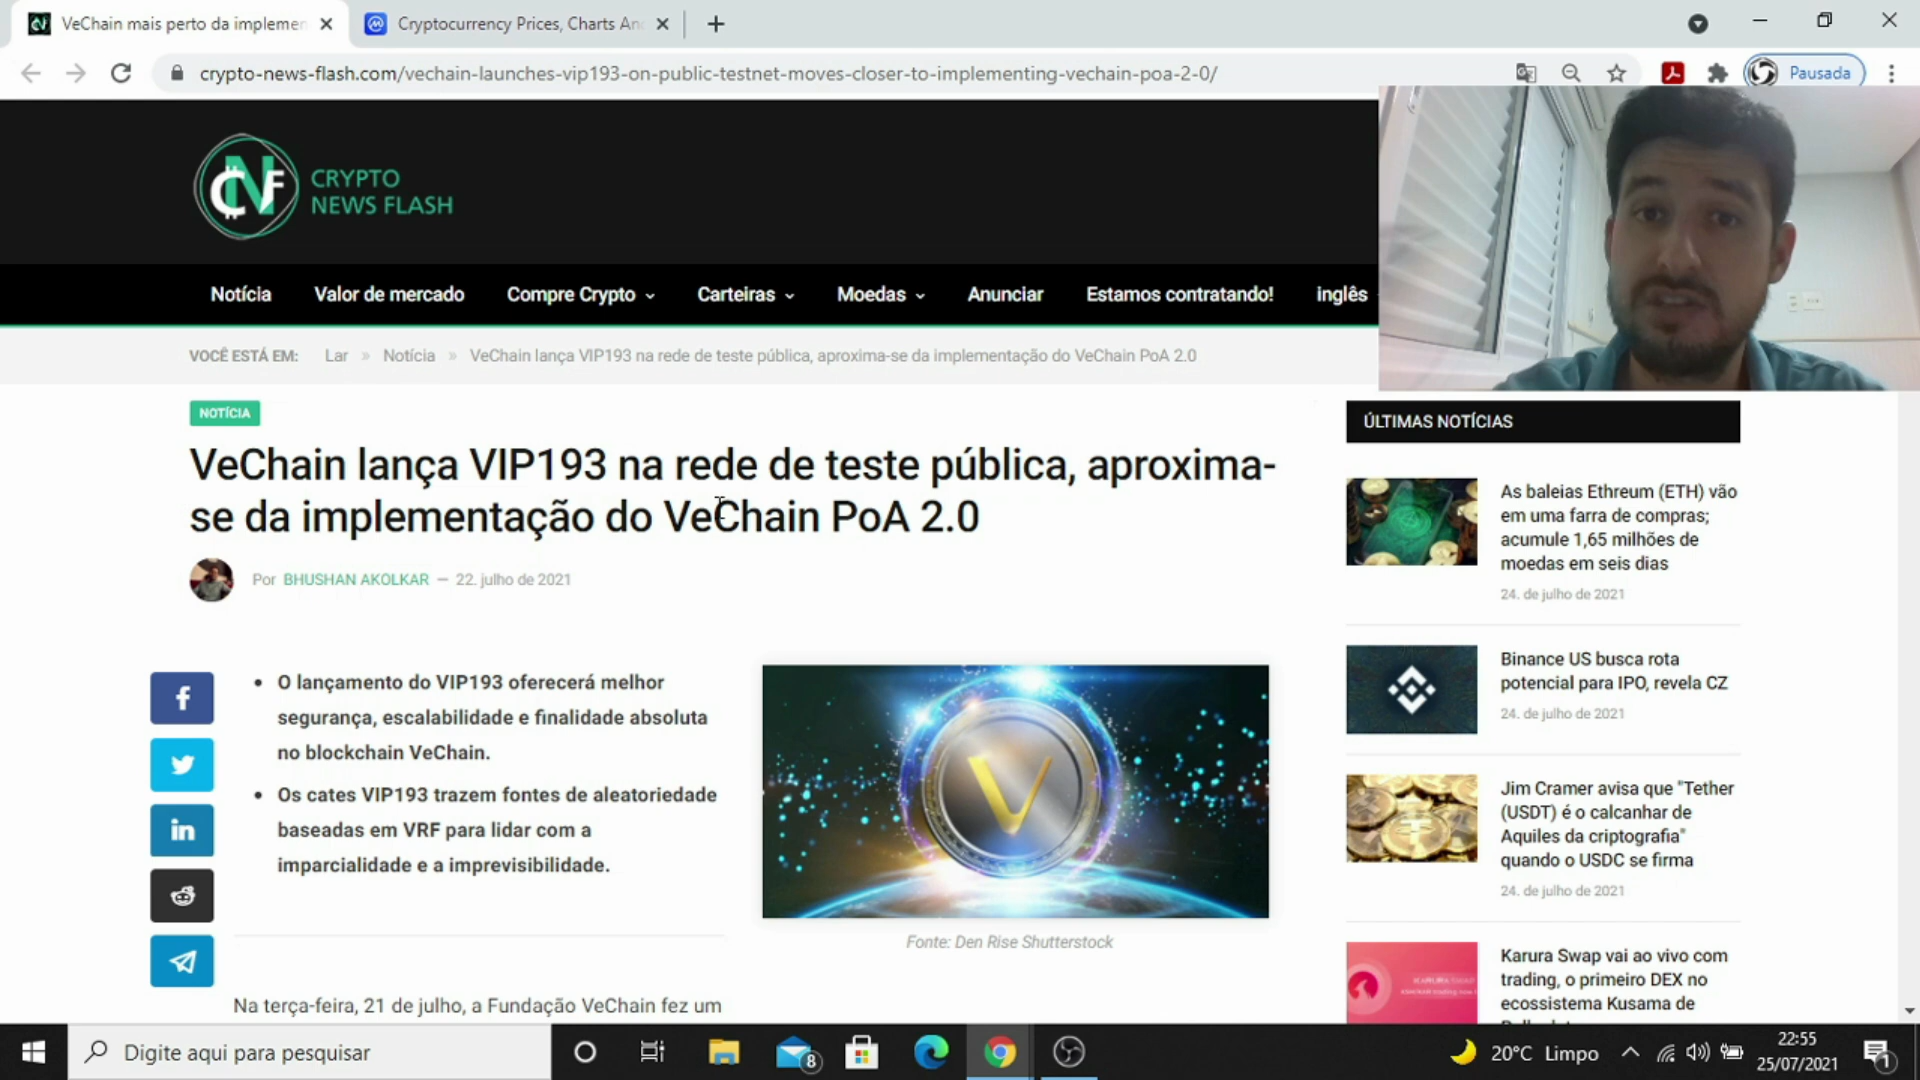 VeChain mais perto da implemen
Cryptocurrency Prices, Charts An
crypto-news-flash.com/vechain-launches-vip193-on-public-testnet-moves-closer-to-implementing-vechain-poa-2-0/
Pausada
CNF
CRYPTO
NEWS FLASH
Notícia
Valor de mercado
Compre Crypto
Carteiras
Moedas
Anunciar
Estamos contratando!
inglês
VOCÊ ESTÁ EM: Lar » Notícia » VeChain lança VIP193 na rede de teste pública, aproxima-se da implementação do VeChain PoA 2.0
NOTÍCIA
VeChain lança VIP193 na rede de teste pública, aproxima-
se da implementação do VeChain PoA 2.0
Por BHUSHAN AKOLKAR — 22. julho de 2021
• O lançamento do VIP193 oferecerá melhor
segurança, escalabilidade e finalidade absoluta
no blockchain VeChain.
• Os cates VIP193 trazem fontes de aleatoriedade
baseadas em VRF para lidar com a
imparcialidade e a imprevisibilidade.
Fonte: Den Rise Shutterstock
Na terça-feira, 21 de julho, a Fundação VeChain fez um
ÚLTIMAS NOTÍCIAS
As baleias Ethreum (ETH) vão
em uma farra de compras;
acumule 1,65 milhões de
moedas em seis dias
24. de julho de 2021
Binance US busca rota
potencial para IPO, revela CZ
24. de julho de 2021
Jim Cramer avisa que "Tether
(USDT) é o calcanhar de
Aquiles da criptografia"
quando o USDC se firma
24. de julho de 2021
Karura Swap vai ao vivo com
trading, o primeiro DEX no
ecossistema Kusama de
Digite aqui para pesquisar
8
20°C Limpo
22:55
25/07/2021
1